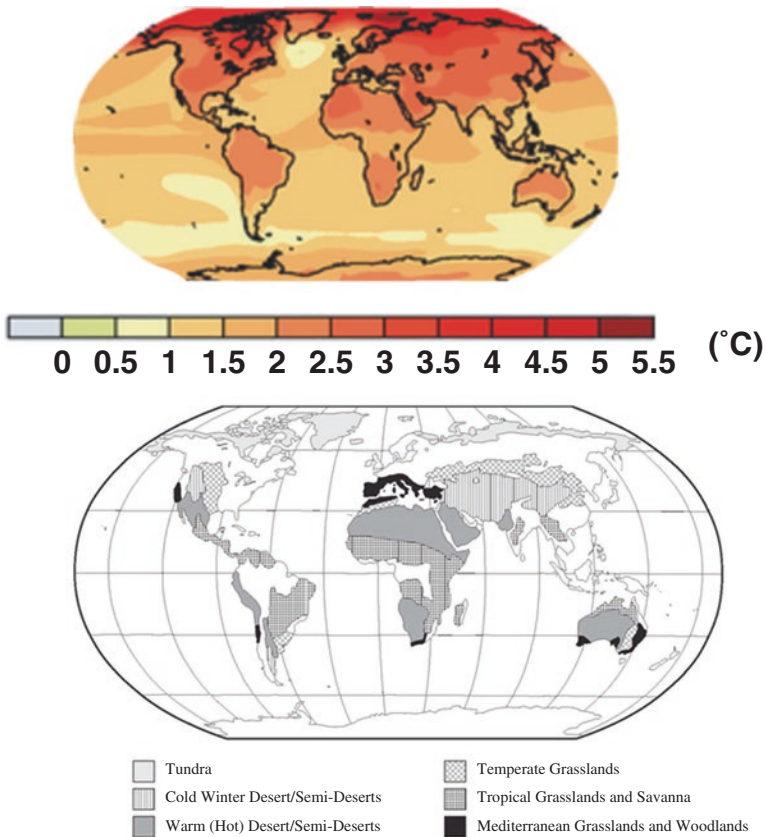 0 0.5 1 1.5 2 2.5 3 3.5 4 4.5 5 5.5 (°C)
Tundra
Cold Winter Desert/Semi-Deserts
Warm (Hot) Desert/Semi-Deserts
Temperate Grasslands
Tropical Grasslands and Savanna
Mediterranean Grasslands and Woodlands